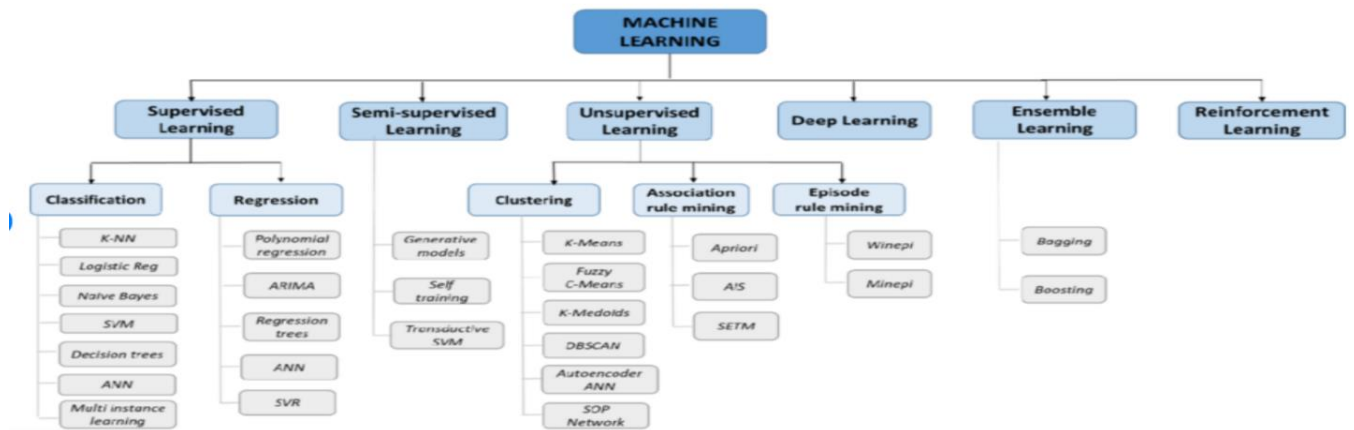 MACHINE
LEARNING
Supervised
Learning
Semi-supervised
Learning
Unsupervised
Learning
Deep Learning
Ensemble
Learning
Reinforcement
Learning
Classification
Regression
Clustering
Association
rule mining
Episode
rule mining
K-NN
Logistic Reg
Naive Bayes
SVM
Decision trees
ANN
Multi instance
learning
Polynomial
regression
ARIMA
Regression
trees
ANN
SVR
Generative
models
Self
training
Transductive
SVM
K-Means
Fuzzy
C-Means
K-Medoids
DBSCAN
Autoencoder
ANN
SOP
Network
Apriori
AIS
SETM
Winepi
Minepi
Bagging
Boosting